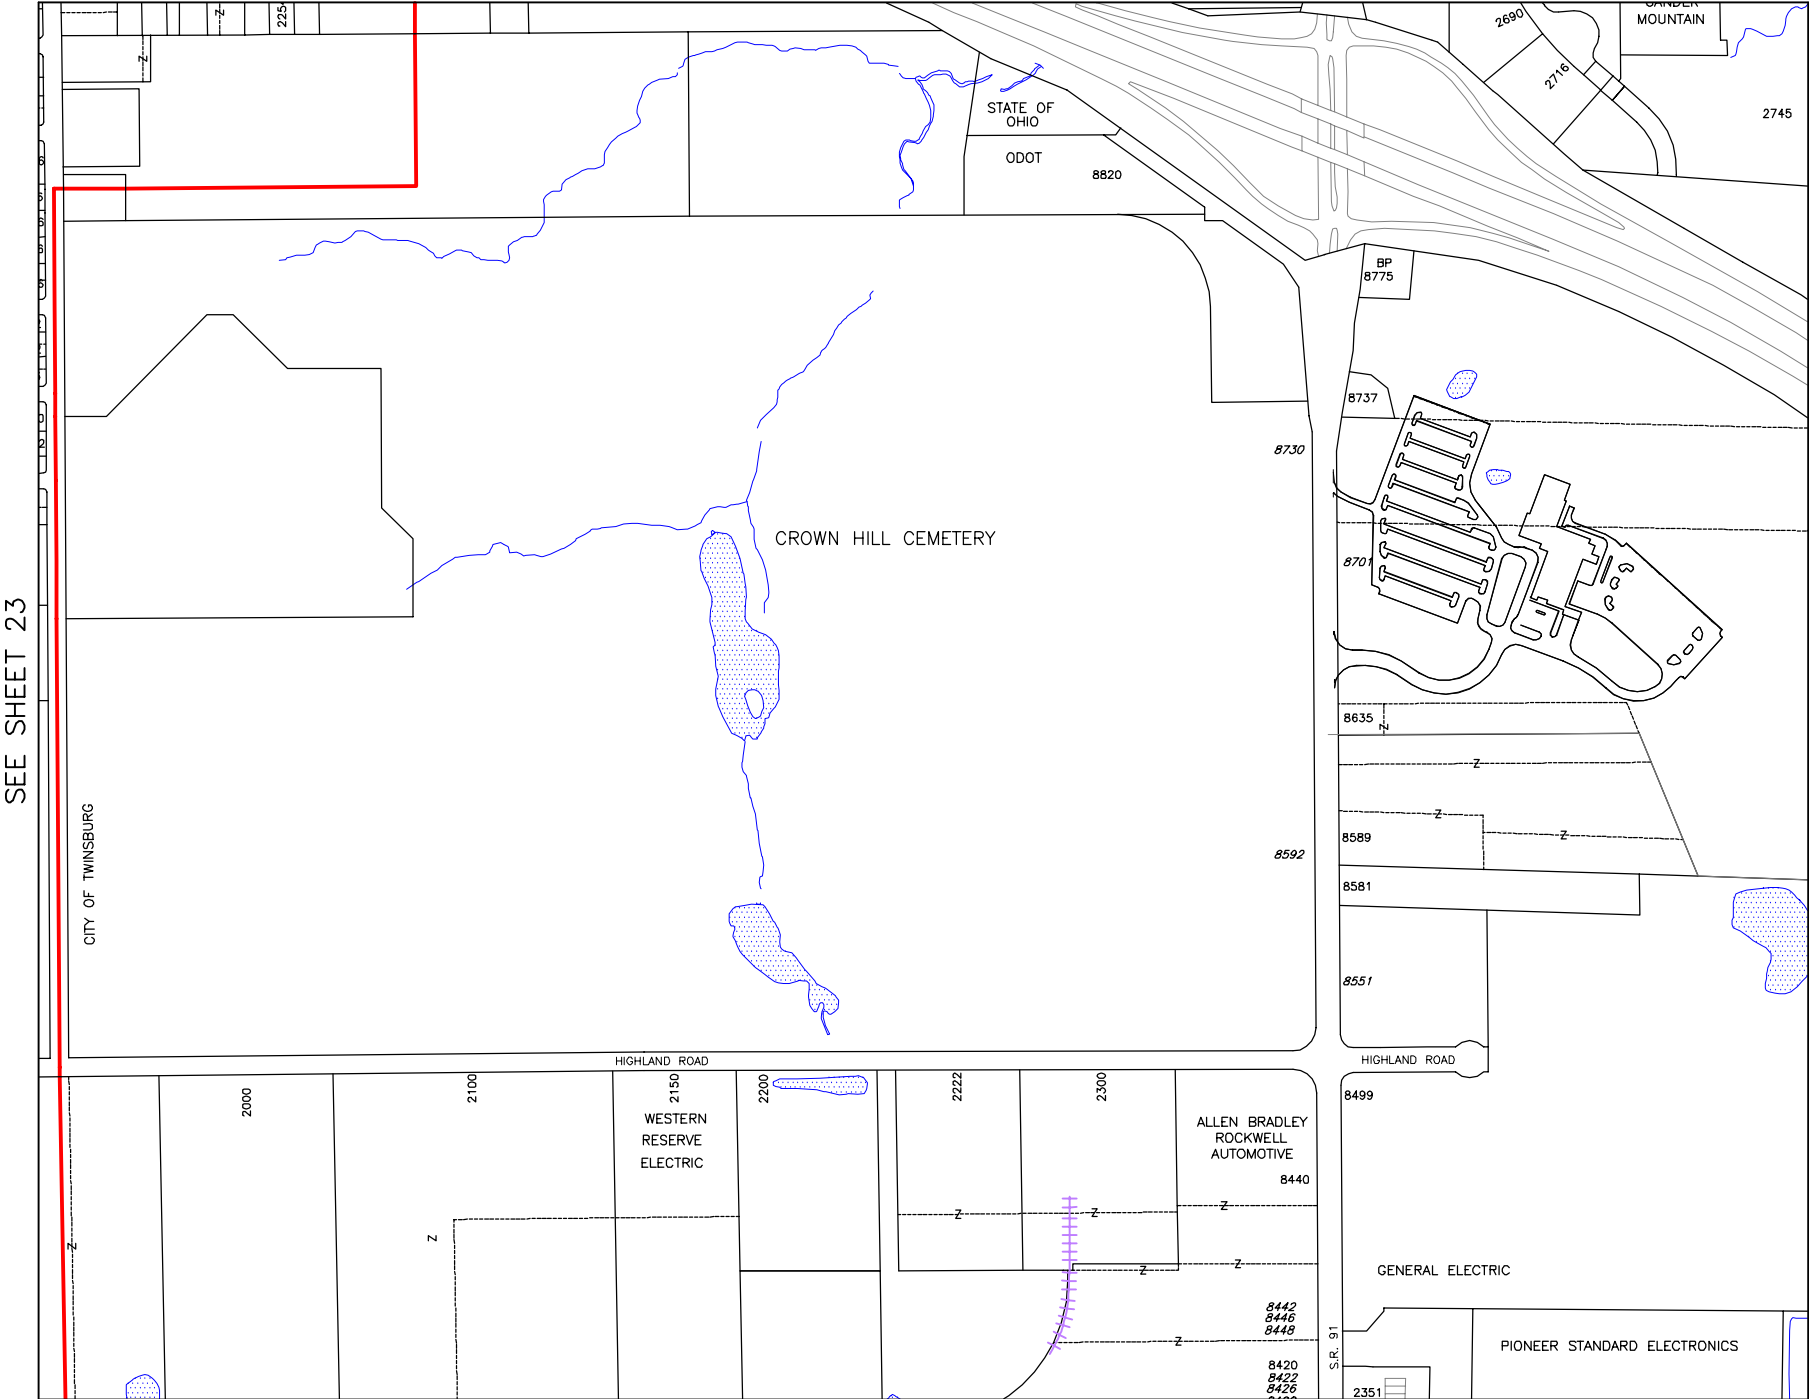 2254
Z
2690
MOUNTAIN
Z
2716
2745
STATE OF
OHIO
ODOT
8820
BP
8775
8737
8730
CROWN HILL CEMETERY
8701
SEE SHEET 23
8635
Z
Z
CITY OF TWINSBURG
Z
Z
8589
8592
8581
8551
HIGHLAND ROAD
HIGHLAND ROAD
2000
2100
2150
2200
2222
2300
8499
WESTERN
RESERVE
ELECTRIC
ALLEN BRADLEY
ROCKWELL
AUTOMOTIVE
8440
Z
Z
Z
Z
Z
Z
Z
GENERAL ELECTRIC
8442
8446
8448
Z
S.R. 91
PIONEER STANDARD ELECTRONICS
8420
8422
8426
2351